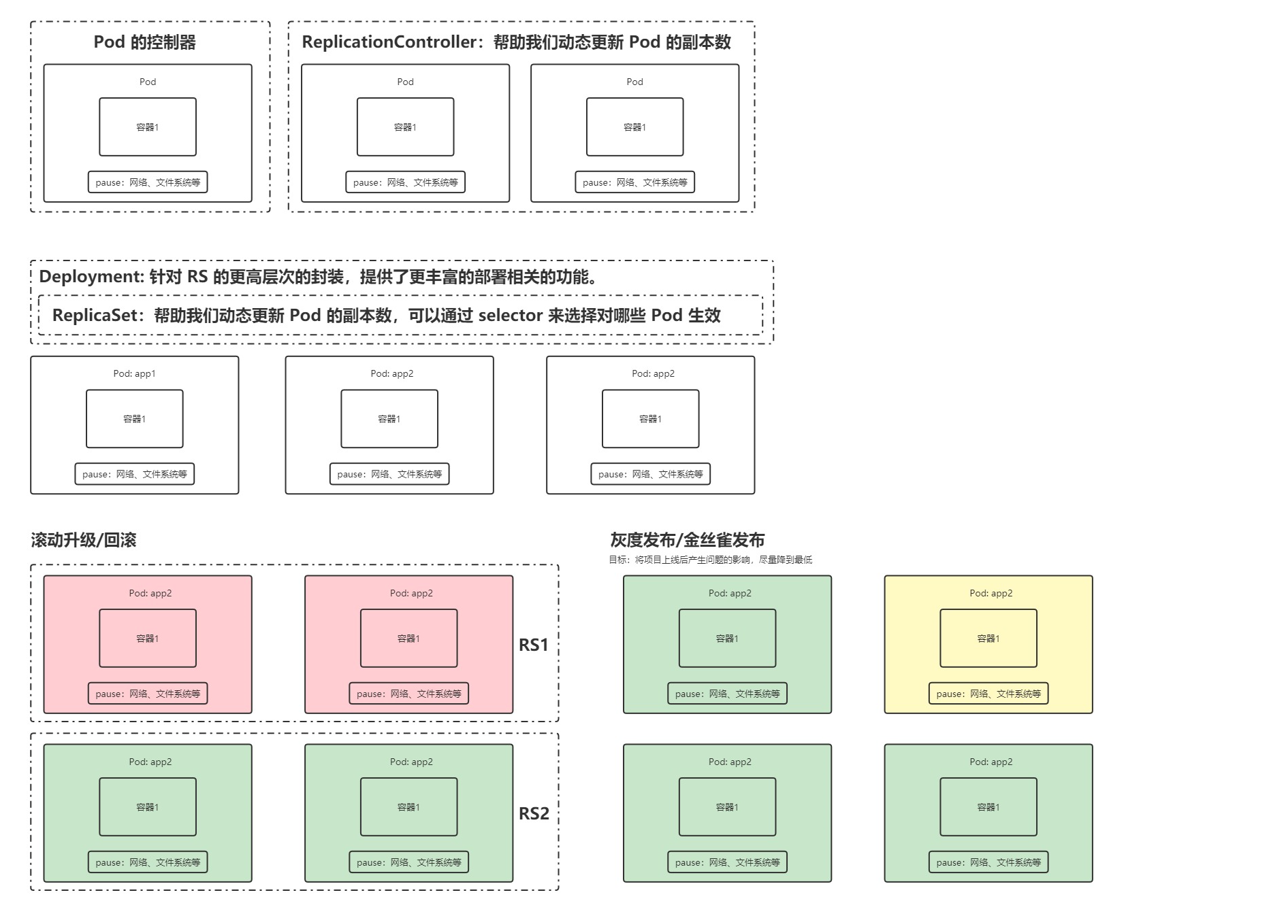 Pod 的控制器
Pod
容器1
pause：网络、文件系统等
ReplicationController：帮助我们动态更新 Pod 的副本数
Pod
容器1
pause：网络、文件系统等
Pod
容器1
pause：网络、文件系统等
Deployment: 针对 RS 的更高层次的封装，提供了更丰富的部署相关的功能。
ReplicaSet：帮助我们动态更新 Pod 的副本数，可以通过 selector 来选择对哪些 Pod 生效
Pod: app1
容器1
pause：网络、文件系统等
Pod: app2
容器1
pause：网络、文件系统等
Pod: app2
容器1
pause：网络、文件系统等
滚动升级/回滚
Pod: app2
容器1
pause：网络、文件系统等
Pod: app2
容器1
pause：网络、文件系统等
RS1
Pod: app2
容器1
pause：网络、文件系统等
Pod: app2
容器1
pause：网络、文件系统等
RS2
灰度发布/金丝雀发布
目标：将项目上线后产生问题的影响，尽量降到最低
Pod: app2
容器1
pause：网络、文件系统等
Pod: app2
容器1
pause：网络、文件系统等
Pod: app2
容器1
pause：网络、文件系统等
Pod: app2
容器1
pause：网络、文件系统等